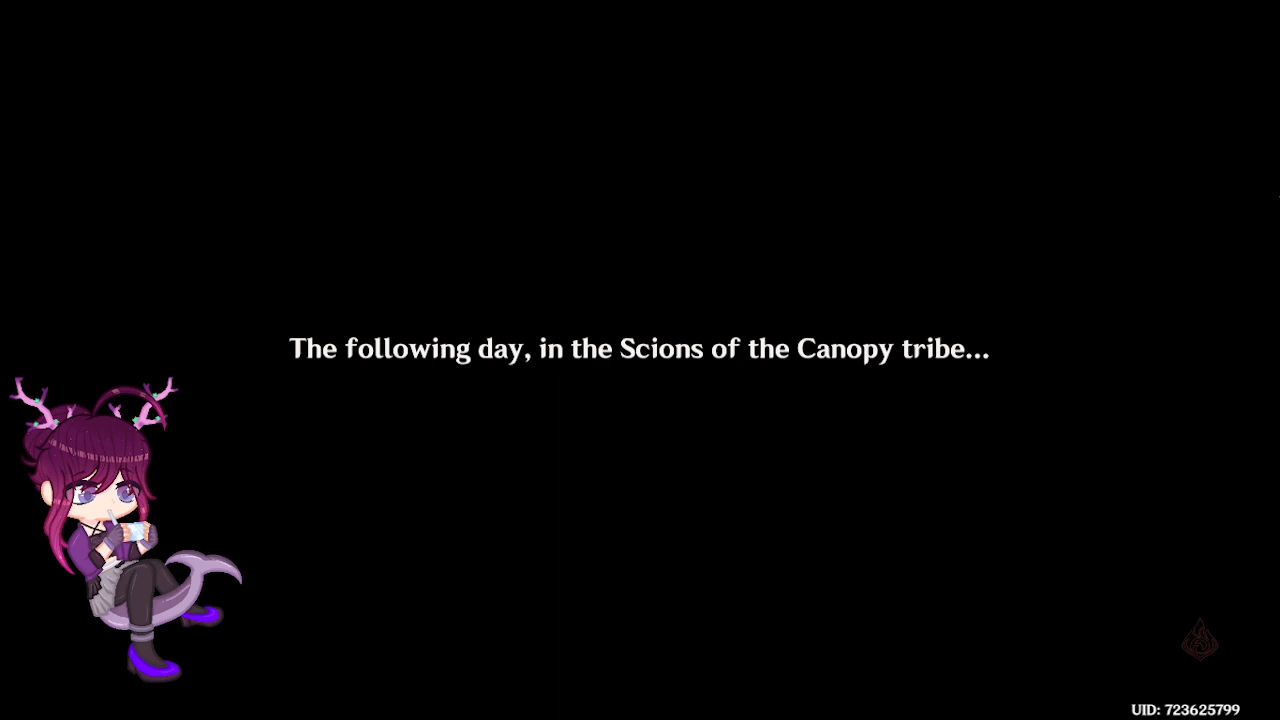 The following day, in the Scions of the Canopy tribe...
UID: 723625799